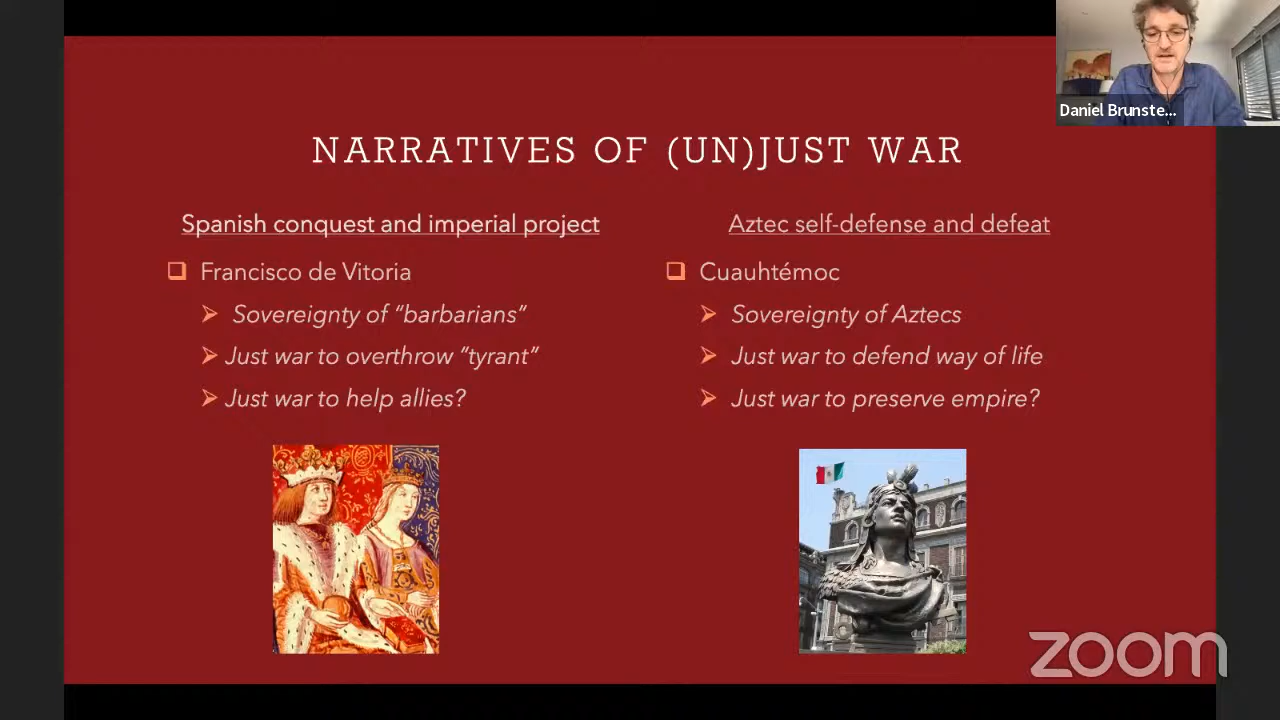 Daniel Brunste...
NARRATIVES OF (UN)JUST WAR
Spanish conquest and imperial project
Francisco de Vitoria
Sovereignty of “barbarians”
Just war to overthrow “tyrant”
Just war to help allies?
Aztec self-defense and defeat
Cuauhtémoc
Sovereignty of Aztecs
Just war to defend way of life
Just war to preserve empire?
zoom